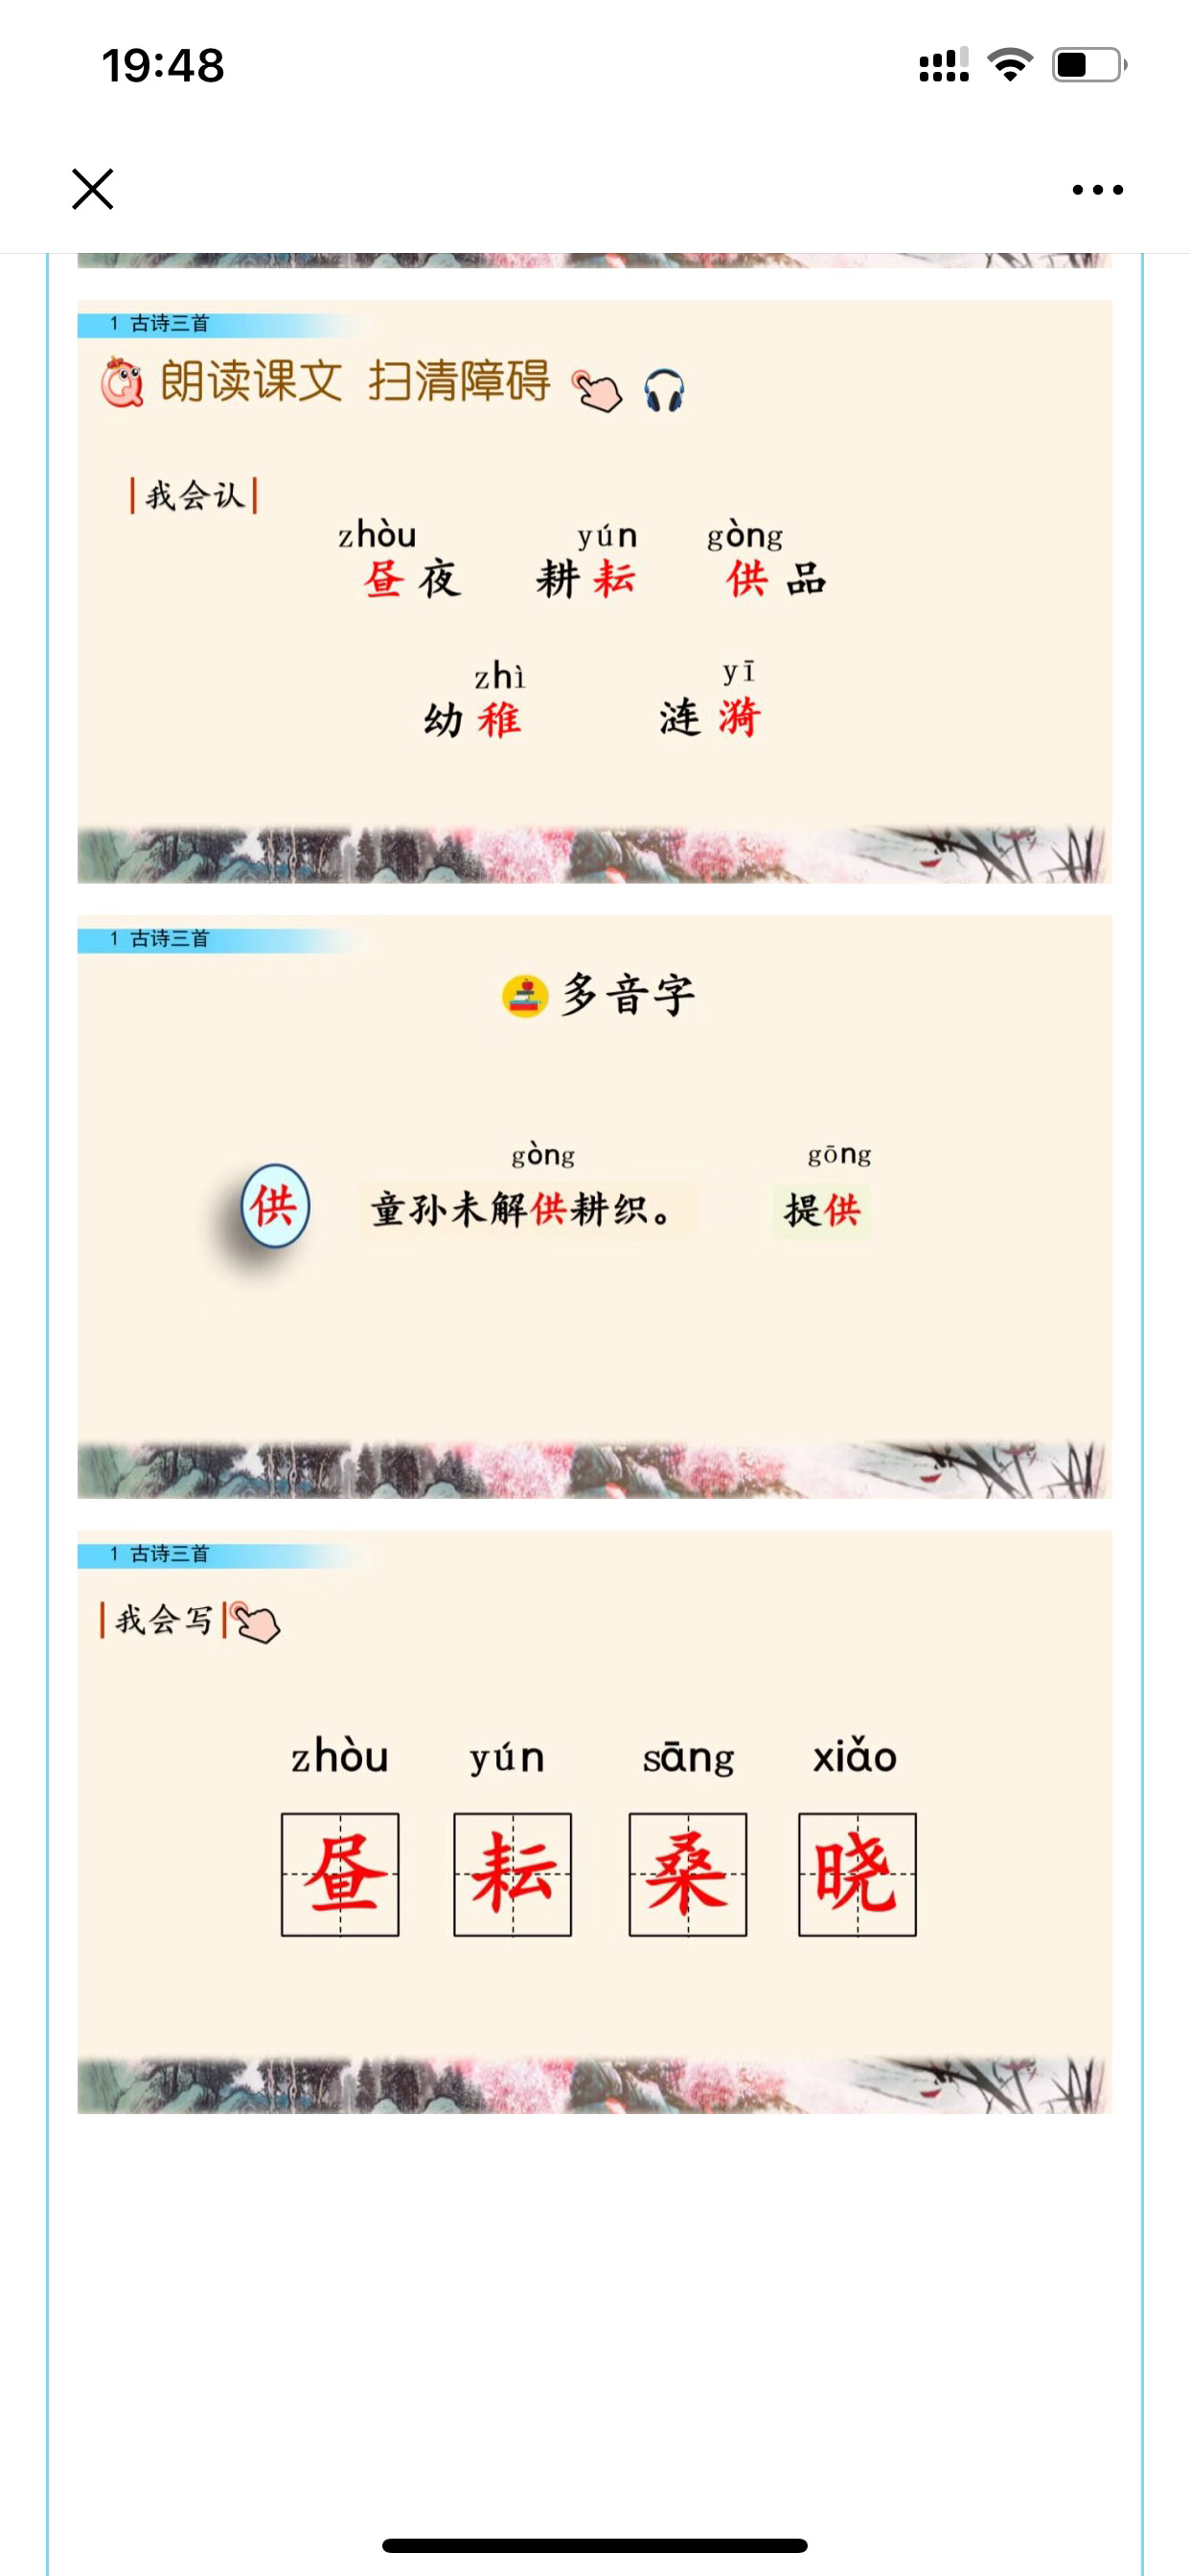 19:48
1 古诗三首
朗读课文 扫清障碍
我会认
zhòu yún gòng
昼夜 耕耘 供品
zhì yī
幼稚 涟漪
1 古诗三首
多音字
gòng gōng
供 童孙未解供耕织。 提供
1 古诗三首
我会写
zhòu yún sāng xiǎo
昼 耘 桑 晓